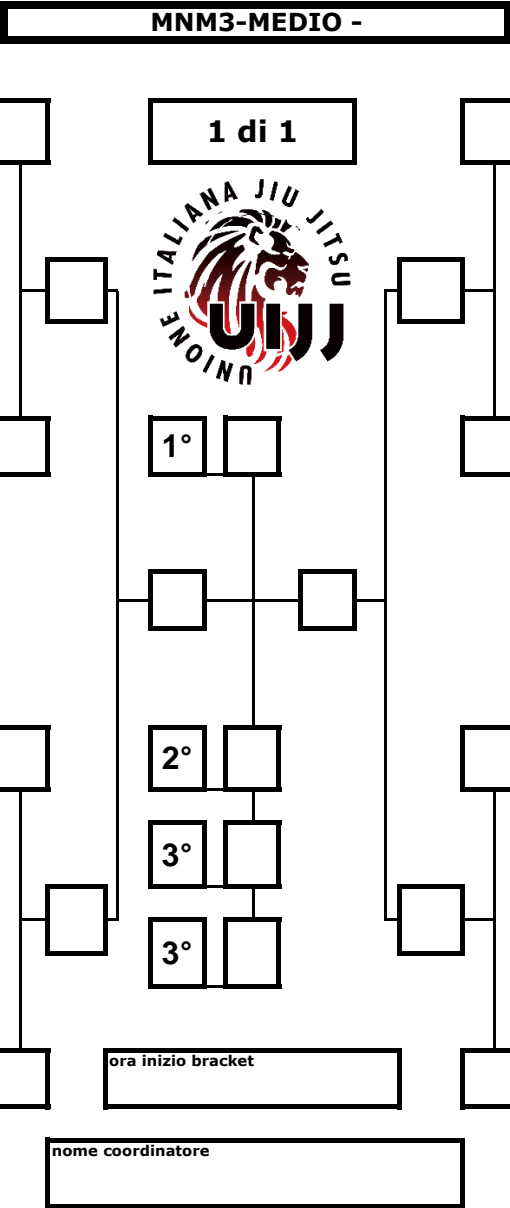 MNM3-MEDIO -
1 di 1
UNIONE ITALIANA JIU JITSU
UIJJ
1°
2°
3°
3°
ora inizio bracket
nome coordinatore